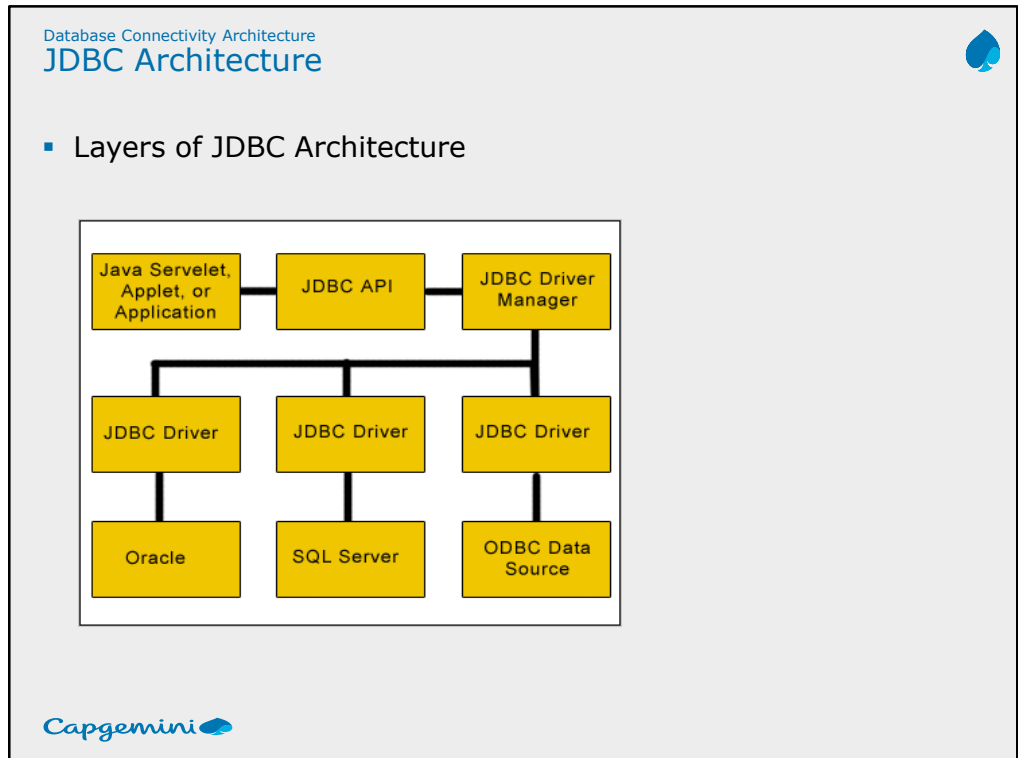 Database Connectivity Architecture
JDBC Architecture
▪ Layers of JDBC Architecture
Java Servelet,
Applet, or
Application
JDBC API
JDBC Driver
Manager
JDBC Driver
JDBC Driver
JDBC Driver
Oracle
SQL Server
ODBC Data
Source
Capgemini